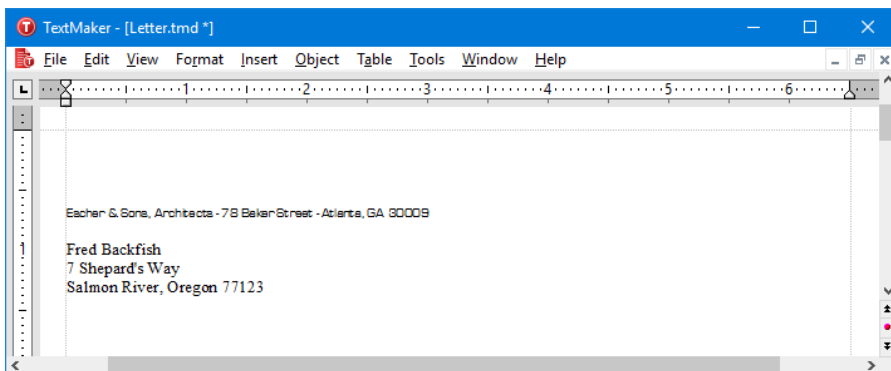 TextMaker - [Letter.tmd *]
File Edit View Format Insert Object Table Tools Window Help
L 1 2 3 4 5 6
Escher & Sons, Architects - 78 Baker Street - Atlanta, GA 30009
1
Fred Backfish
7 Shepard's Way
Salmon River, Oregon 77123